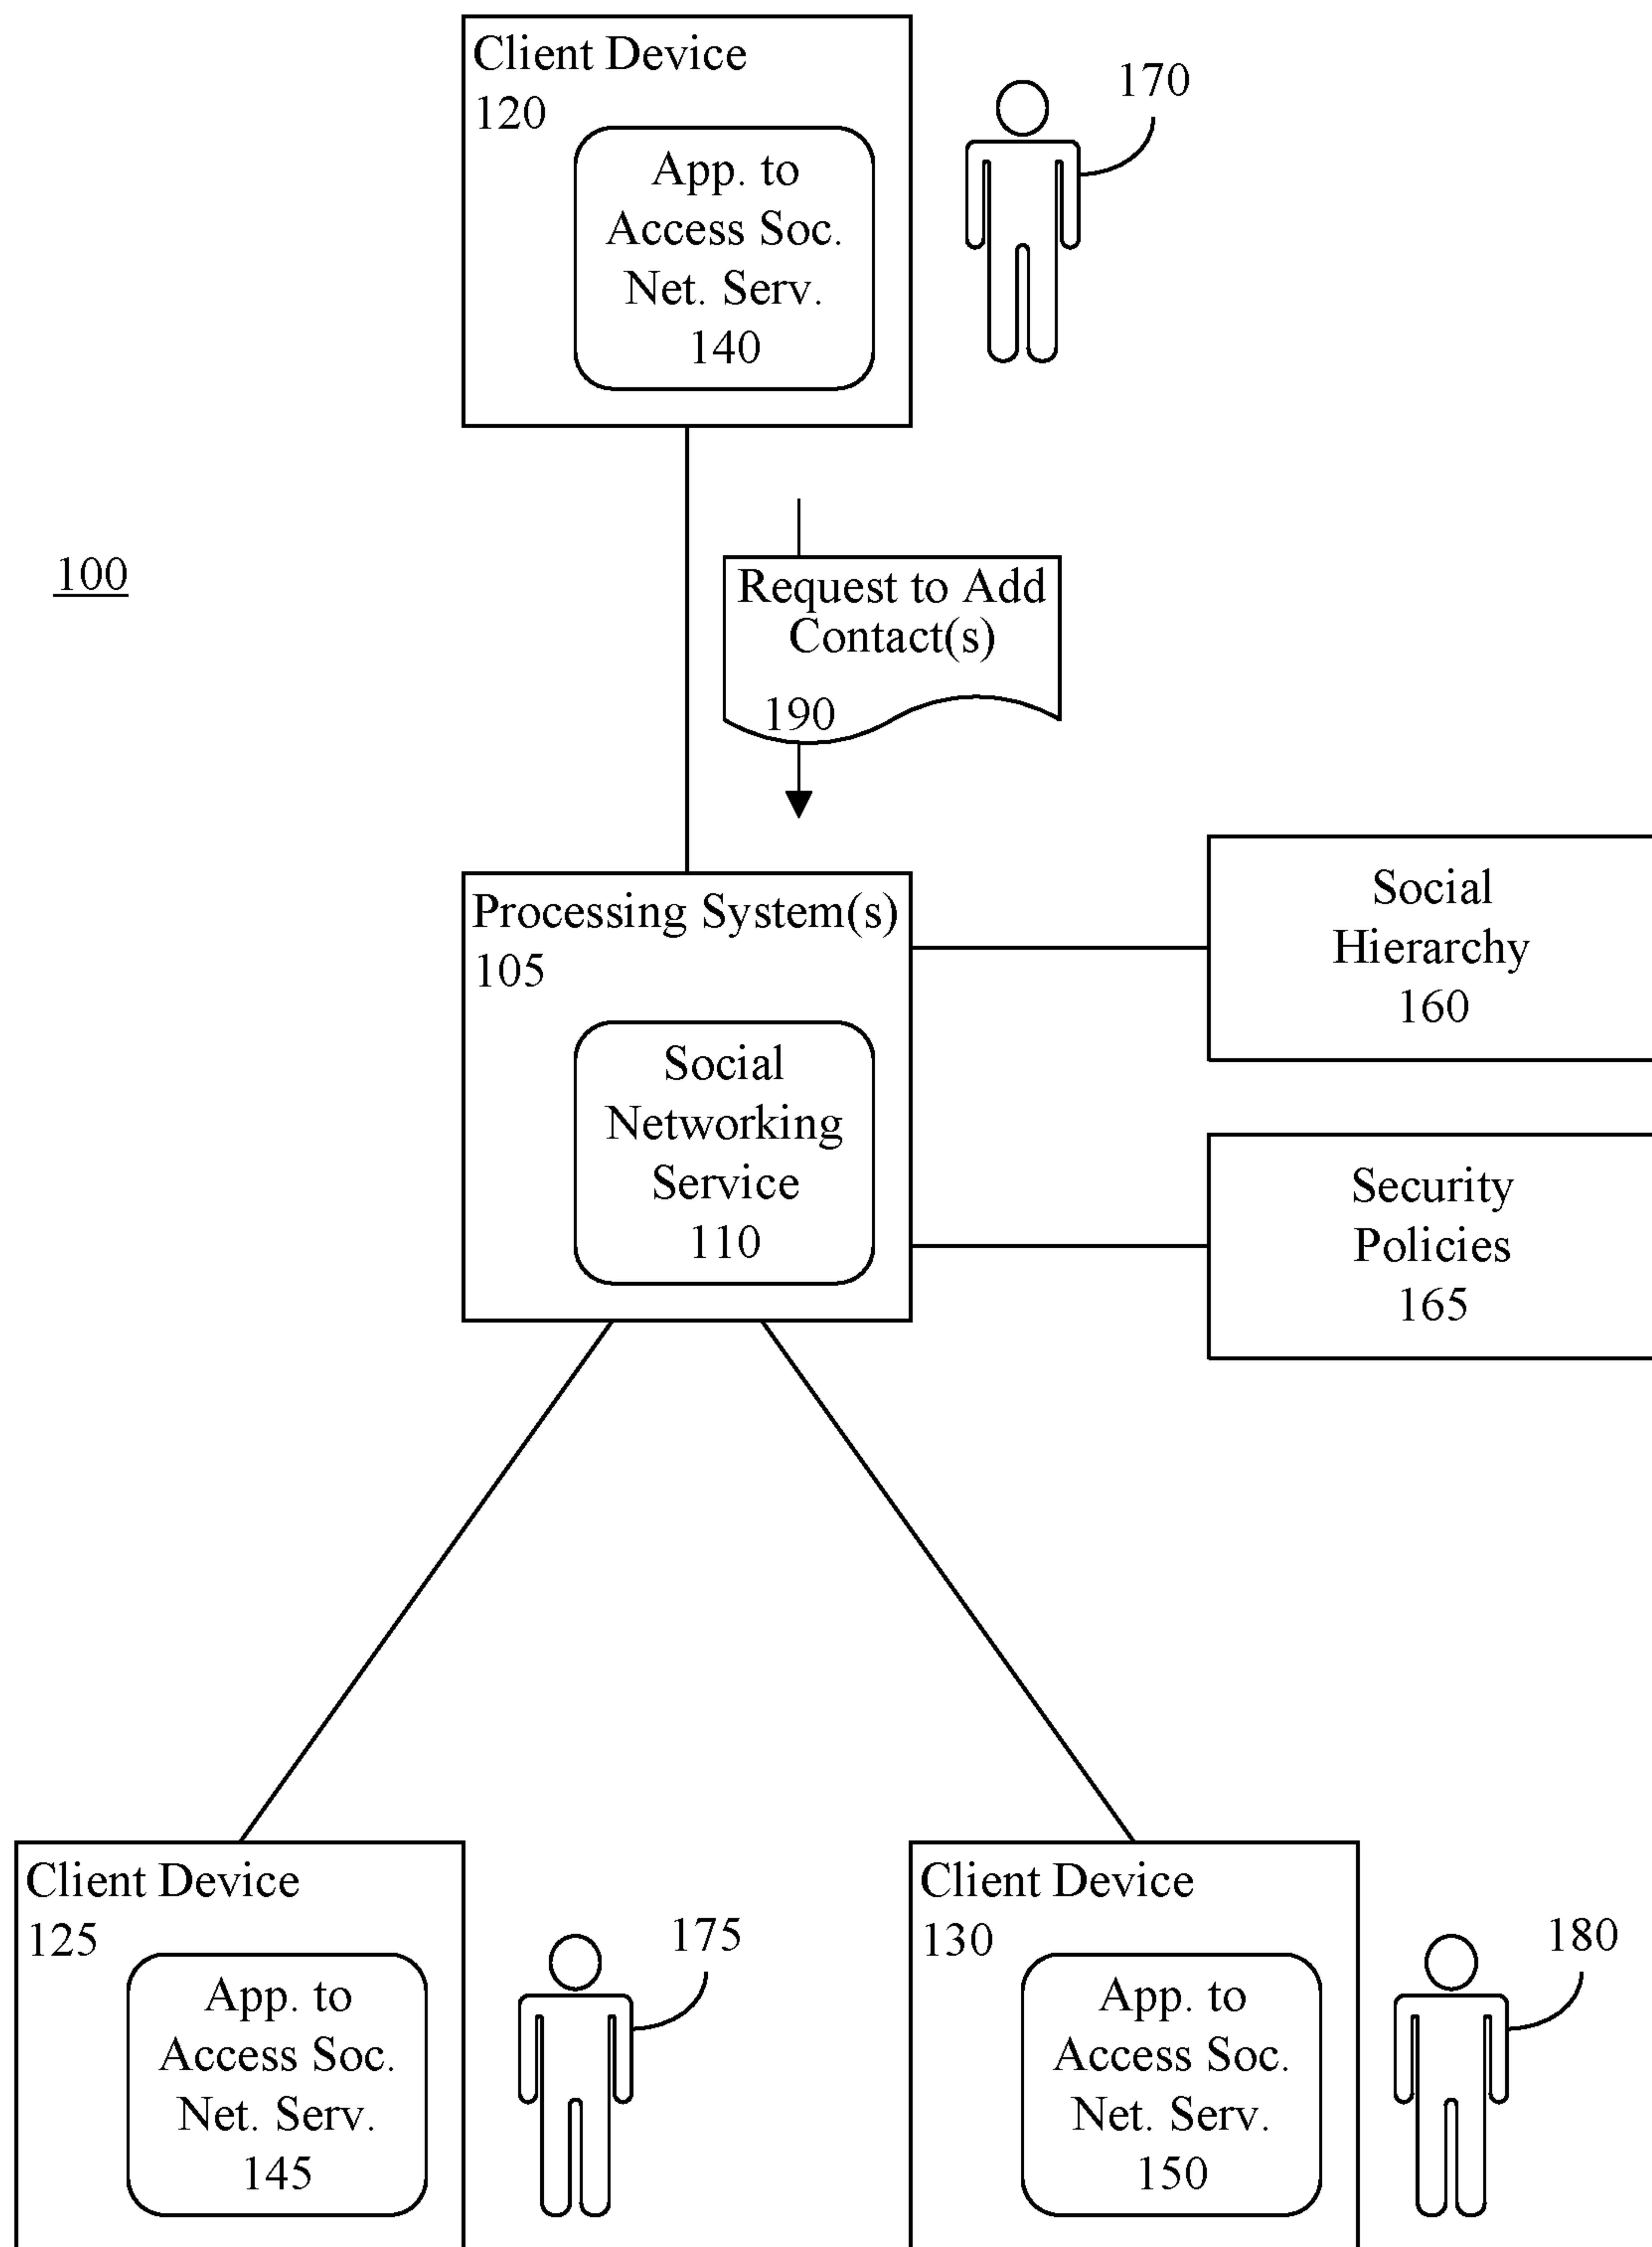 Client Device
120
App. to
Access Soc.
Net. Serv.
140
170
100
Request to Add
Contact(s)
190
Processing System(s)
105
Social
Networking
Service
110
Social
Hierarchy
160
Security
Policies
165
Client Device
125
App. to
Access Soc.
Net. Serv.
145
175
Client Device
130
App. to
Access Soc.
Net. Serv.
150
180